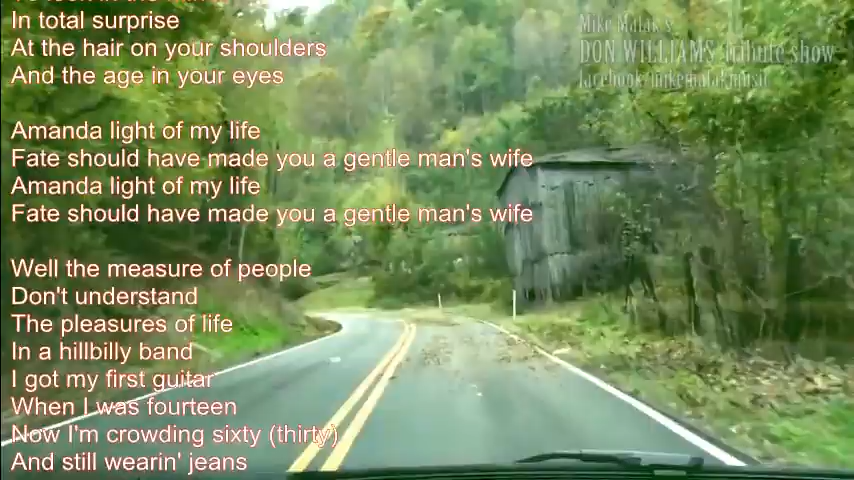 In total surprise
At the hair on your shoulders
And the age in your eyes
Amanda light of my life
Fate should have made you a gentle man's wife
Amanda light of my life
Fate should have made you a gentle man's wife
Well the measure of people
Don't understand
The pleasures of life
In a hillbilly band
I got my first guitar
When I was fourteen
Now I'm crowding sixty (thirty)
And still wearin' jeans
Mike Malak's
DON WILLIAMS tribute show
facebook/mikemalakmusic